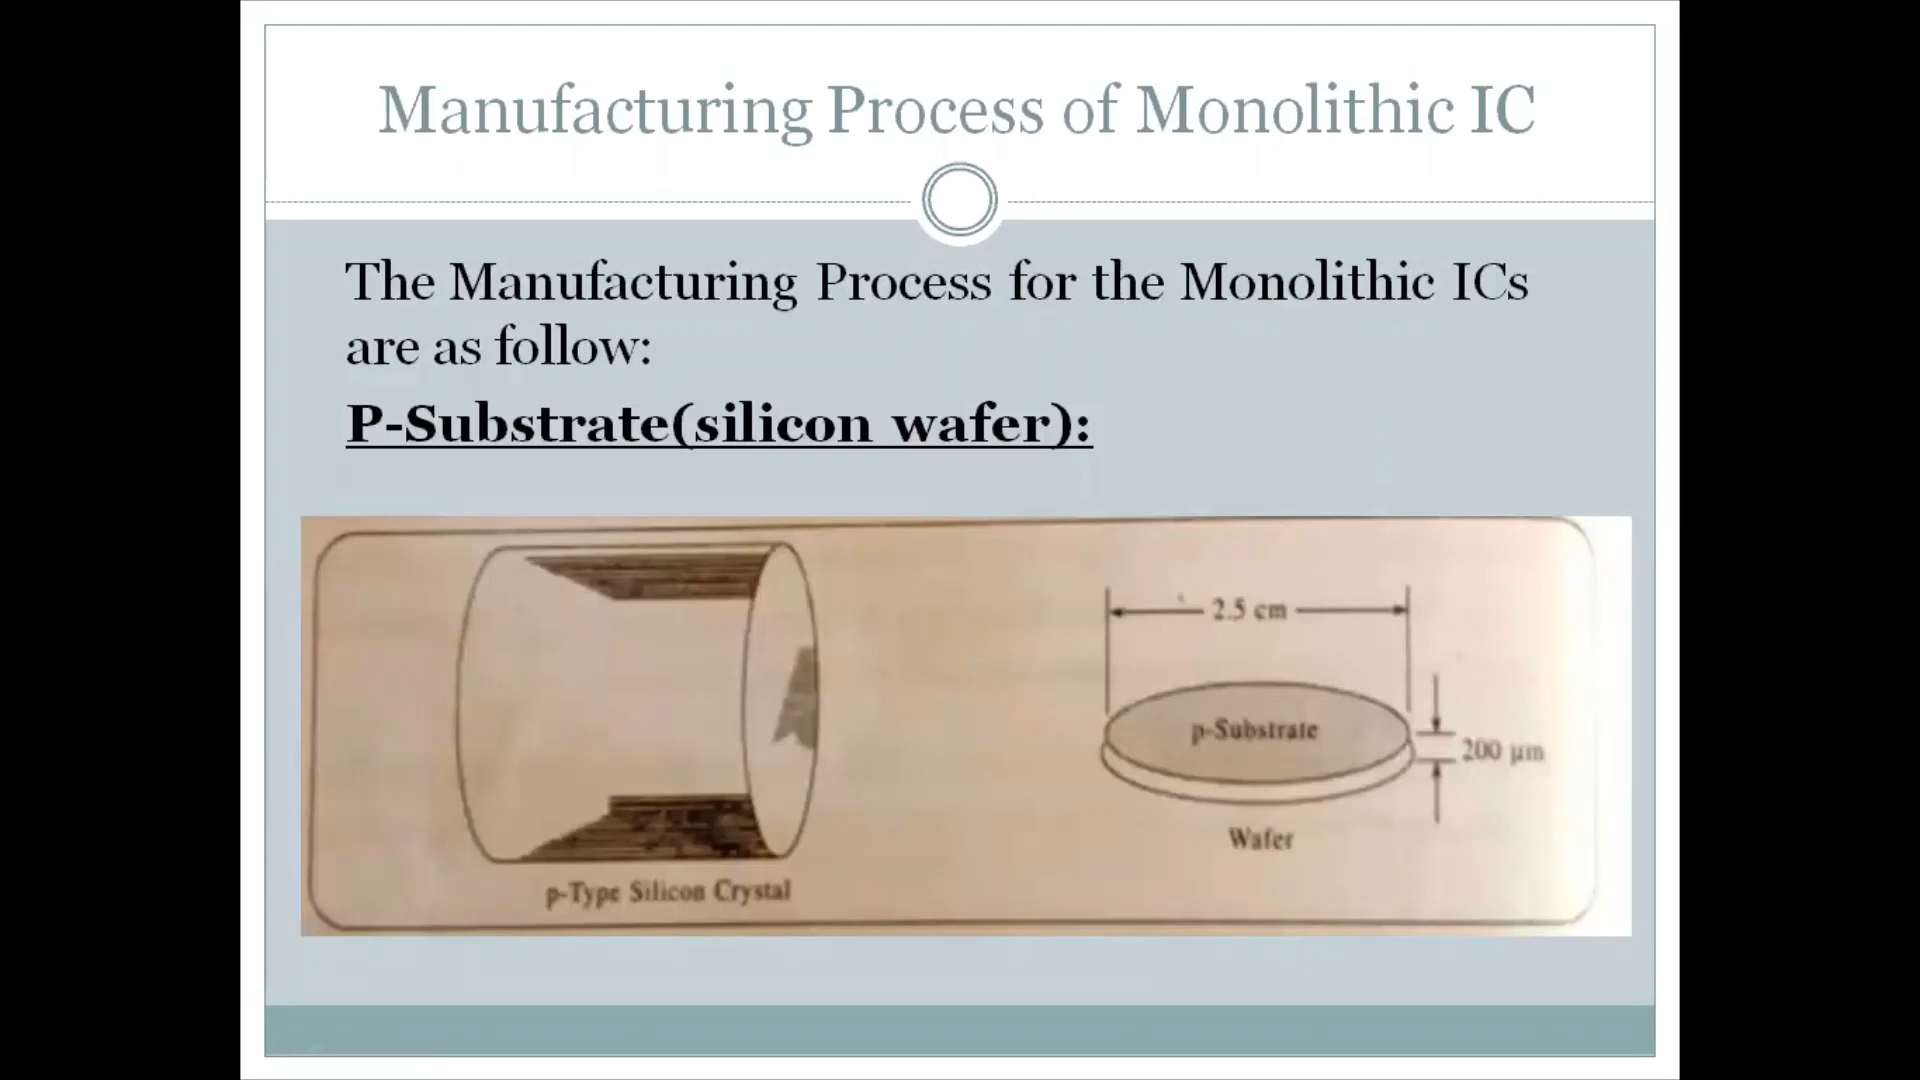 Manufacturing Process of Monolithic IC
The Manufacturing Process for the Monolithic ICs
are as follow:
P-Substrate(silicon wafer):
2.5 cm
p-Substrate
200 μm
Wafer
p-Type Silicon Crystal